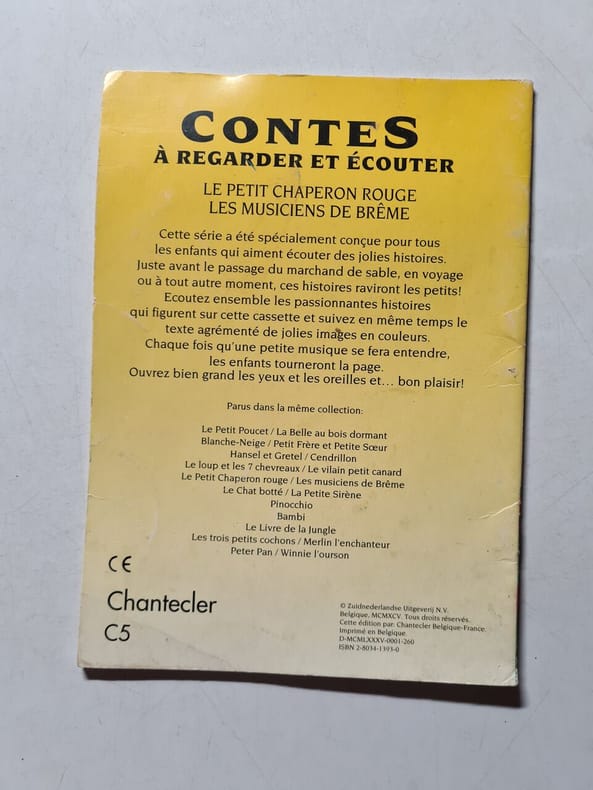 CONTES
À REGARDER ET ÉCOUTER
LE PETIT CHAPERON ROUGE
LES MUSICIENS DE BRÊME
Cette série a été spécialement conçue pour tous
les enfants qui aiment écouter des jolies histoires.
Juste avant le passage du marchand de sable, en voyage
ou à tout autre moment, ces histoires raviront les petits!
Ecoutez ensemble les passionnantes histoires
qui figurent sur cette cassette et suivez en même temps le
texte agrémenté de jolies images en couleurs.
Chaque fois qu'une petite musique se fera entendre,
les enfants tourneront la page.
Ouvrez bien grand les yeux et les oreilles et... bon plaisir!
Parus dans la même collection:
Le Petit Poucet / La Belle au bois dormant
Blanche-Neige / Petit Frère et Petite Sœur
Hansel et Gretel / Cendrillon
Le loup et les 7 chevreaux / Le vilain petit canard
Le Petit Chaperon rouge / Les musiciens de Brême
Le Chat botté / La Petite Sirène
Pinocchio
Bambi
Le Livre de la Jungle
Les trois petits cochons / Merlin l'enchanteur
Peter Pan / Winnie l'ourson
CE
Chantecler
C5
© Zuidnederlandse Uitgeverij N.V.
Belgique, MCMXCV. Tous droits réservés.
Cette édition par: Chantecler Belgique-France.
Imprimé en Belgique.
D-MCMLXXXV-0001-260
ISBN 2-8034-1393-0